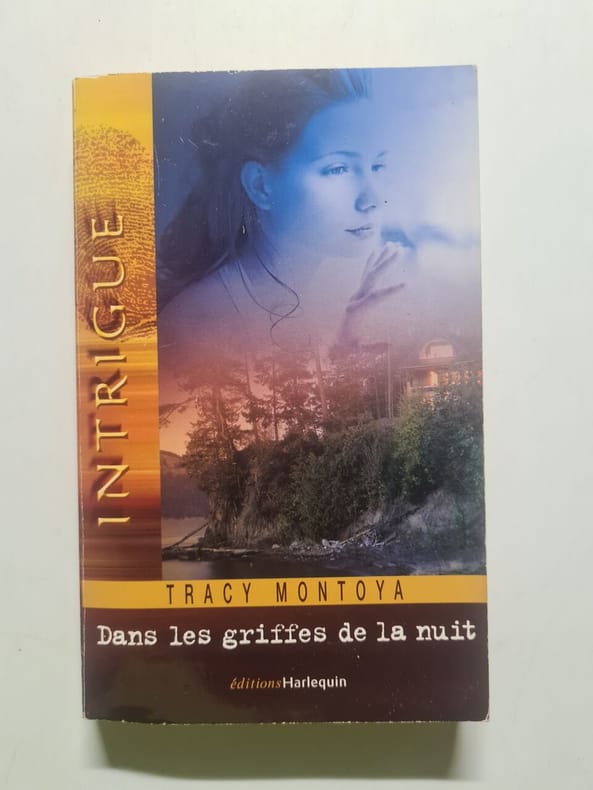 INTRIGUE
TRACY MONTOYA
Dans les griffes de la nuit
éditionsHarlequin